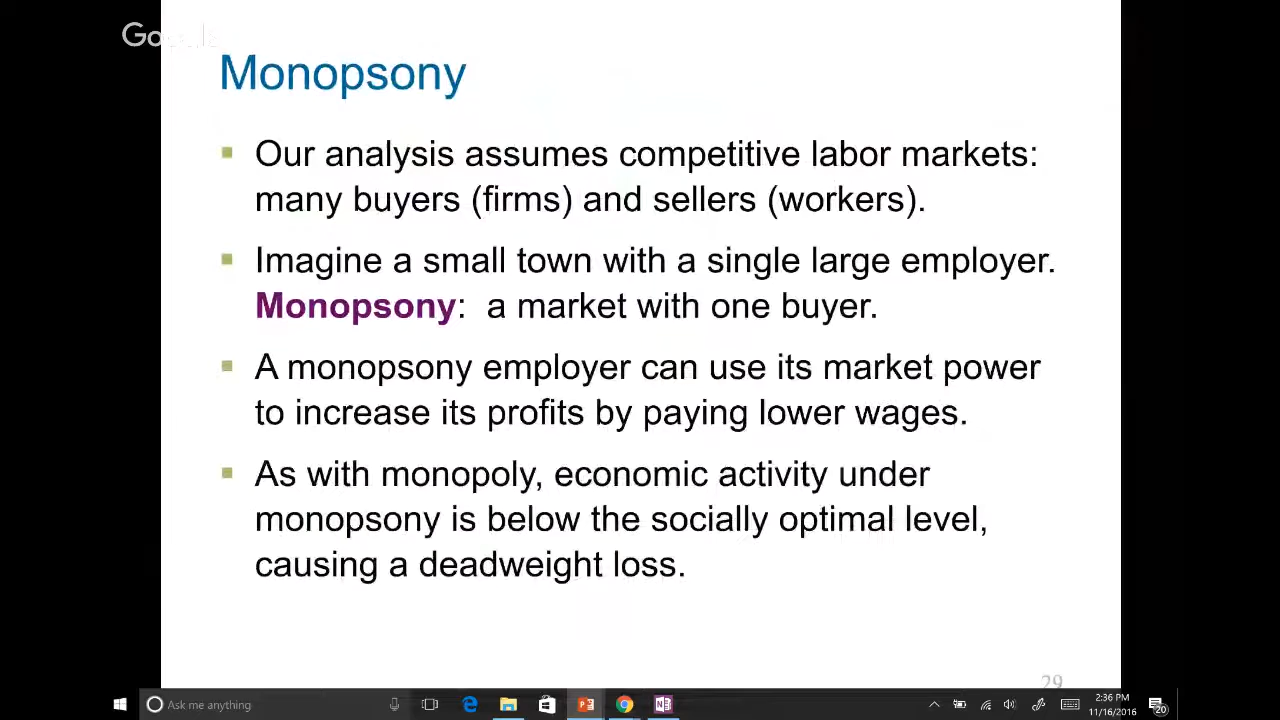 Monopsony
Our analysis assumes competitive labor markets:
many buyers (firms) and sellers (workers).
Imagine a small town with a single large employer.
Monopsony: a market with one buyer.
A monopsony employer can use its market power
to increase its profits by paying lower wages.
As with monopoly, economic activity under
monopsony is below the socially optimal level,
causing a deadweight loss.
29
Ask me anything
2:36 PM
11/16/2016
20